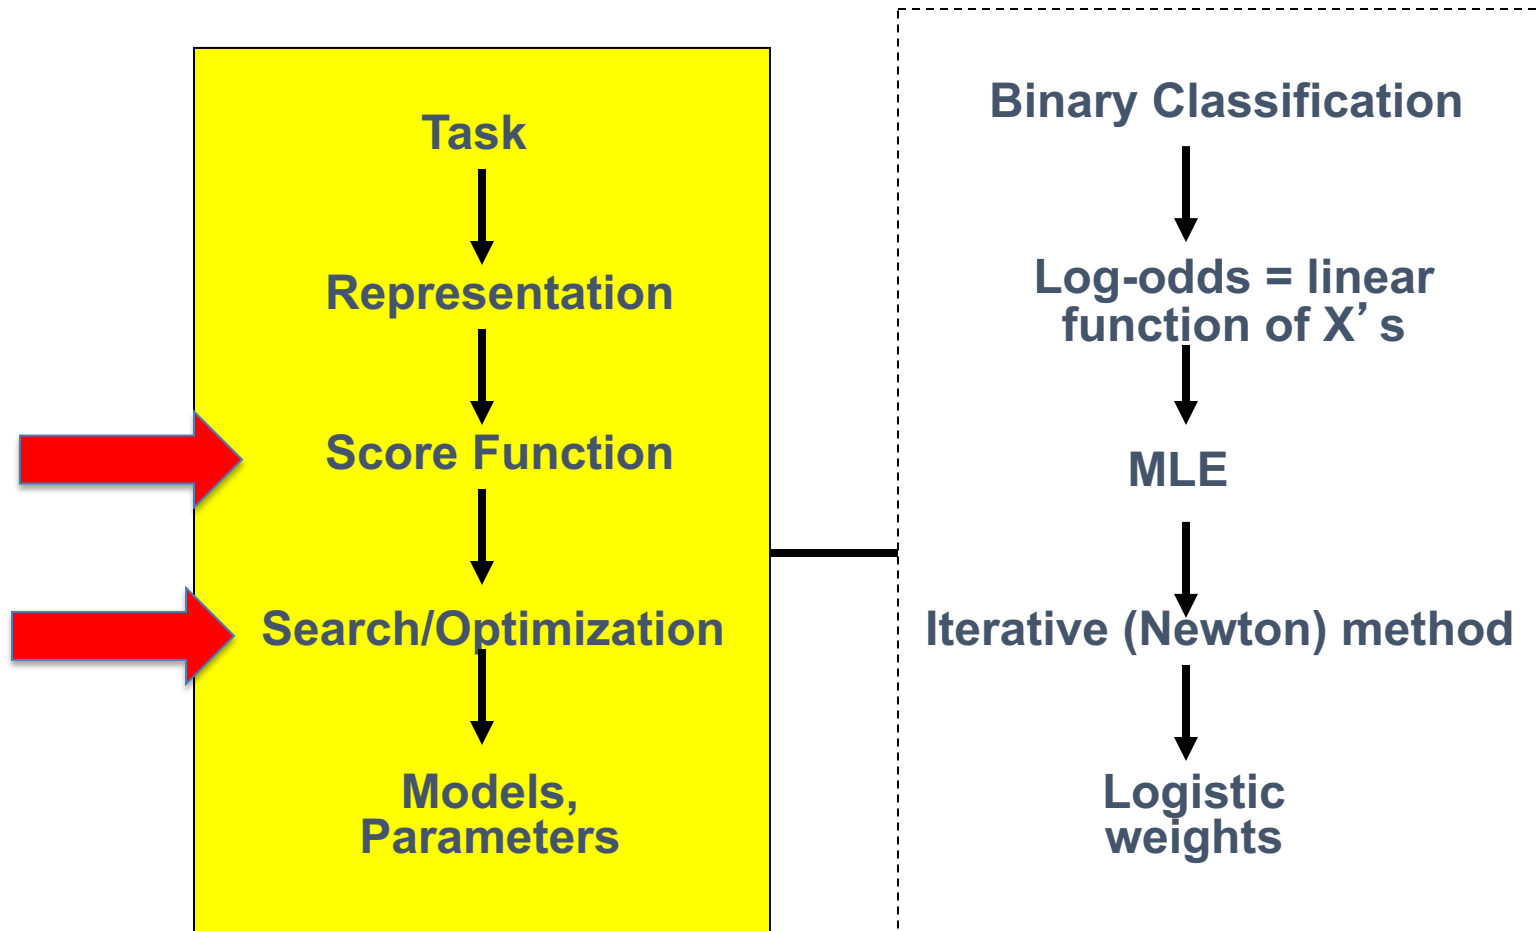 Task
Representation
Score Function
Search/Optimization
Models,
Parameters
Binary Classification
Log-odds = linear
function of X’ s
MLE
Iterative (Newton) method
Logistic
weights